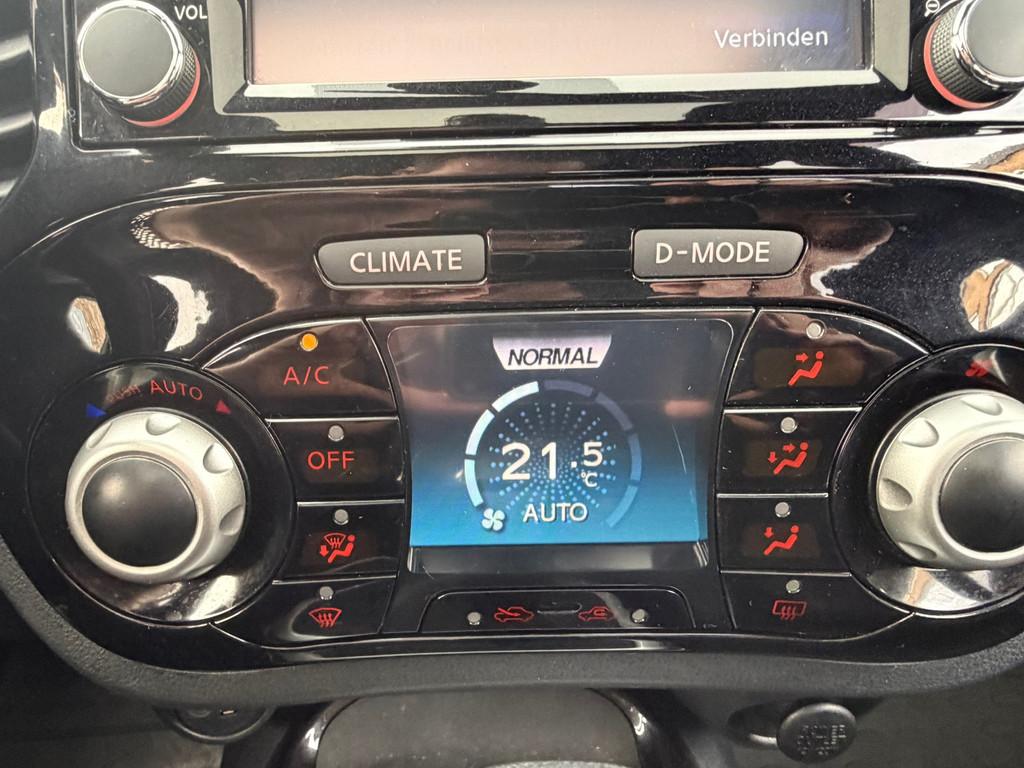 VOL
Verbinden
CLIMATE
D-MODE
NORMAL
A/C
AUTO
OFF
21.5
°C
AUTO